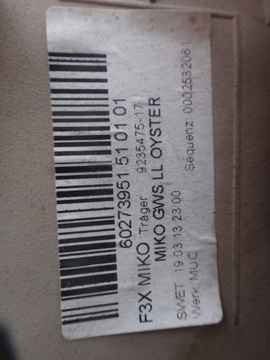 60273951 51 01 01
F3X MIKO Träger 9235475-17
MIKO GWS LL OYSTER
SWET 19 03 13 23:00
Werk MUC Sequenz 000253206